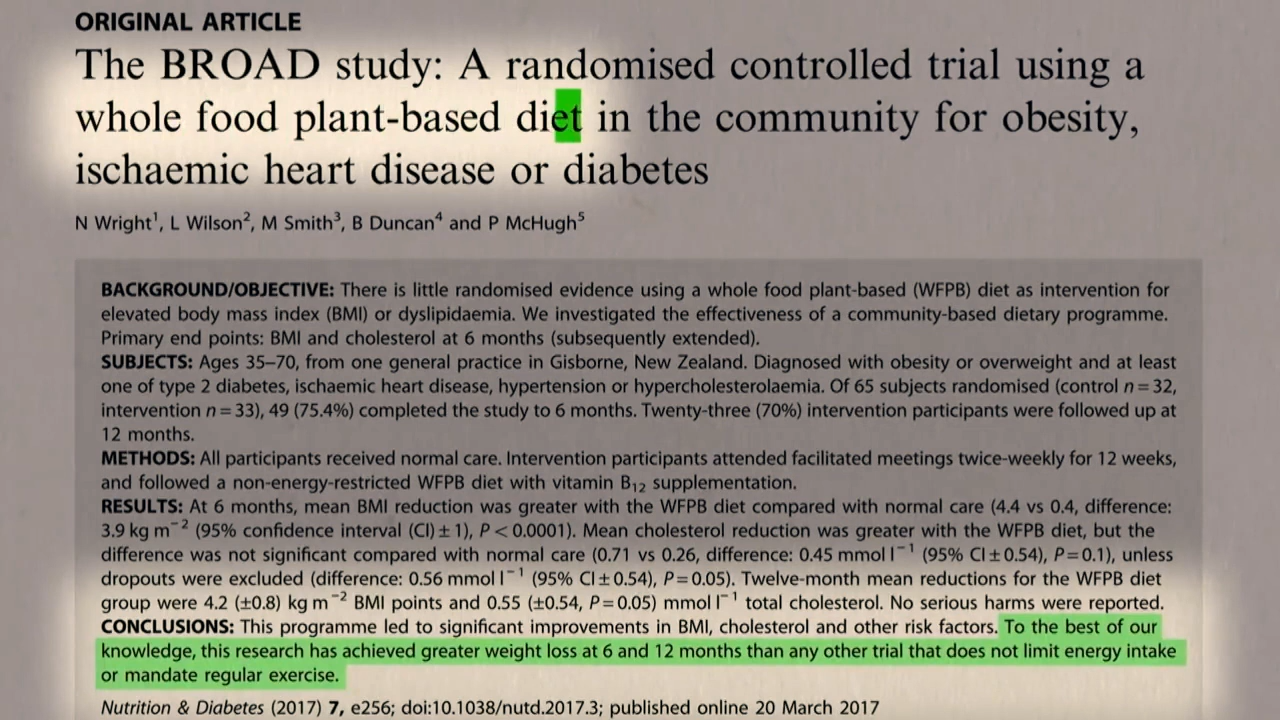 ORIGINAL ARTICLE
The BROAD study: A randomised controlled trial using a
whole food plant-based diet in the community for obesity,
ischaemic heart disease or diabetes
N Wright¹, L Wilson², M Smith³, B Duncan⁴ and P McHugh⁵
BACKGROUND/OBJECTIVE: There is little randomised evidence using a whole food plant-based (WFPB) diet as intervention for
elevated body mass index (BMI) or dyslipidaemia. We investigated the effectiveness of a community-based dietary programme.
Primary end points: BMI and cholesterol at 6 months (subsequently extended).
SUBJECTS: Ages 35–70, from one general practice in Gisborne, New Zealand. Diagnosed with obesity or overweight and at least
one of type 2 diabetes, ischaemic heart disease, hypertension or hypercholesterolaemia. Of 65 subjects randomised (control n = 32,
intervention n = 33), 49 (75.4%) completed the study to 6 months. Twenty-three (70%) intervention participants were followed up at
12 months.
METHODS: All participants received normal care. Intervention participants attended facilitated meetings twice-weekly for 12 weeks,
and followed a non-energy-restricted WFPB diet with vitamin B₁₂ supplementation.
RESULTS: At 6 months, mean BMI reduction was greater with the WFPB diet compared with normal care (4.4 vs 0.4, difference:
3.9 kg m⁻² (95% confidence interval (CI) ± 1), P < 0.0001). Mean cholesterol reduction was greater with the WFPB diet, but the
difference was not significant compared with normal care (0.71 vs 0.26, difference: 0.45 mmol l⁻¹ (95% CI ± 0.54), P = 0.1), unless
dropouts were excluded (difference: 0.56 mmol l⁻¹ (95% CI ± 0.54), P = 0.05). Twelve-month mean reductions for the WFPB diet
group were 4.2 (±0.8) kg m⁻² BMI points and 0.55 (±0.54, P = 0.05) mmol l⁻¹ total cholesterol. No serious harms were reported.
CONCLUSIONS: This programme led to significant improvements in BMI, cholesterol and other risk factors. To the best of our
knowledge, this research has achieved greater weight loss at 6 and 12 months than any other trial that does not limit energy intake
or mandate regular exercise.
Nutrition & Diabetes (2017) 7, e256; doi:10.1038/nutd.2017.3; published online 20 March 2017